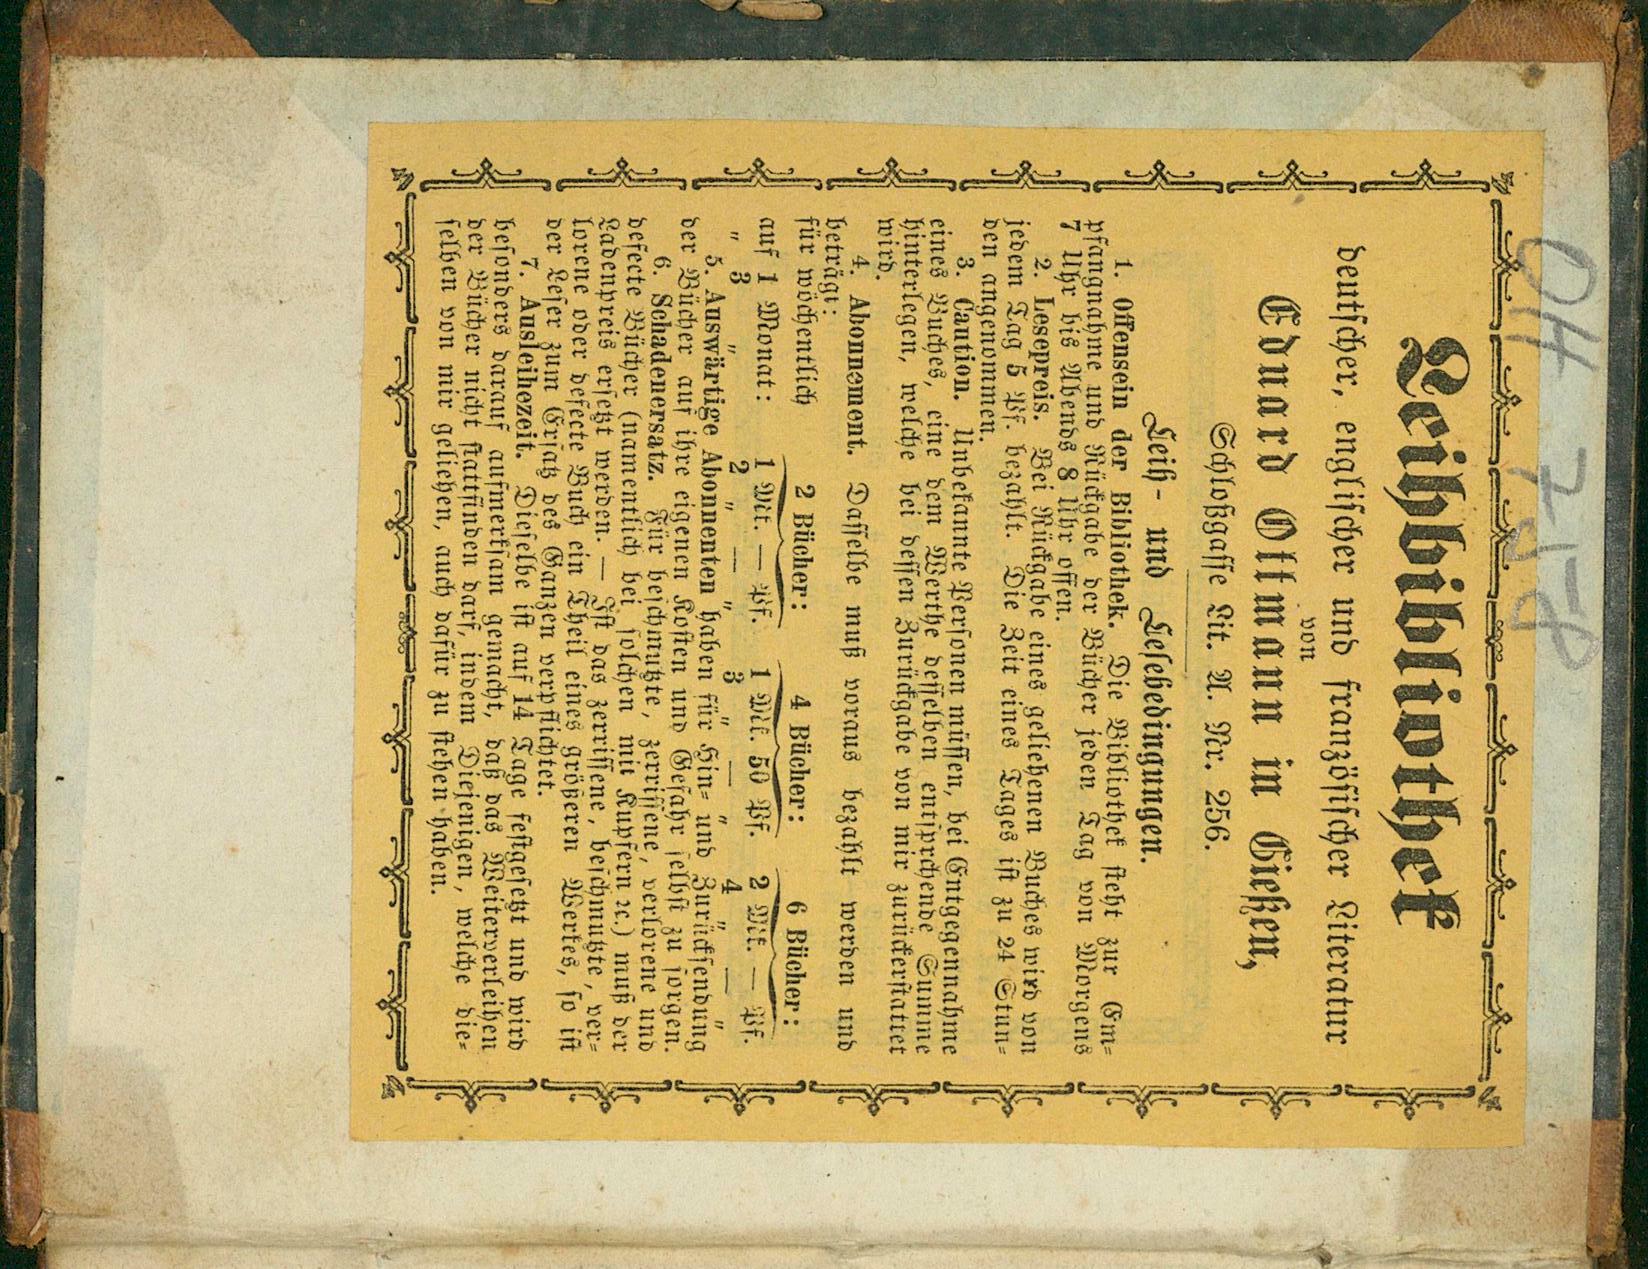 Leihbibliothek
deutscher, englischer und französischer Literatur
von
Eduard Ottmann in Gießen,
Schloßgasse Lit. A. Nr. 256.
Leih- und Lesebedingungen.
1. Offensein der Bibliothek. Die Bibliothek steht zur Em-
pfangnahme und Rückgabe der Bücher jeden Tag von Morgens
7 Uhr bis Abends 8 Uhr offen.
2. Lesepreis. Bei Rückgabe eines geliehenen Buches wird von
jedem Tag 5 Pf. bezahlt. Die Zeit eines Tages ist zu 24 Stun-
den angenommen.
3. Caution. Unbekannte Personen müssen, bei Entgegennahme
eines Buches, eine dem Werthe desselben entsprechende Summe
hinterlegen, welche bei dessen Zurückgabe von mir zurückerstattet
wird.
4. Abonnement. Dasselbe muß voraus bezahlt werden und
beträgt:
für wöchentlich 2 Bücher: 4 Bücher: 6 Bücher:
auf 1 Monat: 1 Mk. — Pf. 1 Mk. 50 Pf. 2 Mk. — Pf.
" 3 " 2 " — " 3 " — " 4 " — "
5. Auswärtige Abonnenten haben für Hin- und Zurücksendung
der Bücher auf ihre eigenen Kosten und Gefahr selbst zu sorgen.
6. Schadenersatz. Für beschmutzte, zerrissene, verlorene und
defecte Bücher (namentlich bei solchen mit Kupfern ꝛc.) muß der
Ladenpreis ersetzt werden. — Ist das zerrissene, beschmutzte, ver-
lorene oder defecte Buch ein Theil eines größeren Werkes, so ist
der Leser zum Ersatz des Ganzen verpflichtet.
7. Ausleihezeit. Dieselbe ist auf 14 Tage festgesetzt und wird
besonders darauf aufmerksam gemacht, daß das Weiterverleihen
der Bücher nicht stattfinden darf, indem Diejenigen, welche die-
selben von mir geliehen, auch dafür zu stehen haben.